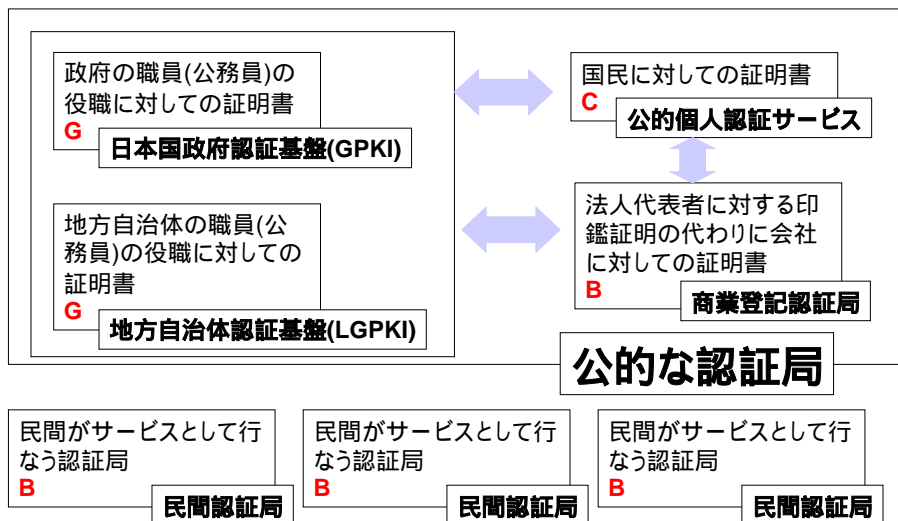 政府の職員(公務員)の
役職に対しての証明書
G
日本国政府認証基盤(GPKI)
国民に対しての証明書
C
公的個人認証サービス
地方自治体の職員(公
務員)の役職に対しての
証明書
G
地方自治体認証基盤(LGPKI)
法人代表者に対する印
鑑証明の代わりに会社
に対しての証明書
B
商業登記認証局
公的な認証局
民間がサービスとして行
なう認証局
B
民間認証局
民間がサービスとして行
なう認証局
B
民間認証局
民間がサービスとして行
なう認証局
B
民間認証局